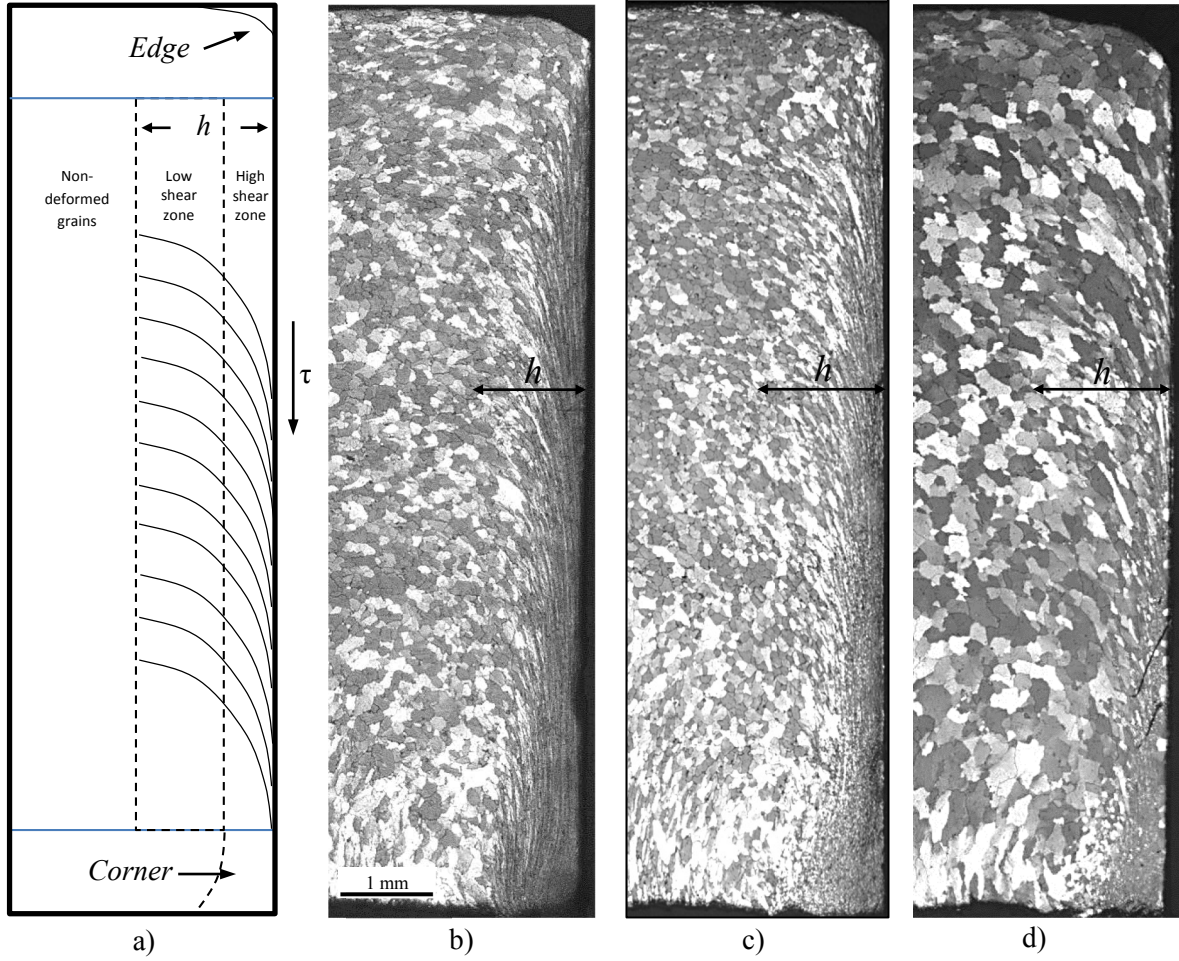 Edge
h
Non-
deformed
grains
Low
shear
zone
High
shear
zone
τ
Corner
a)
h
1 mm
b)
h
c)
h
d)